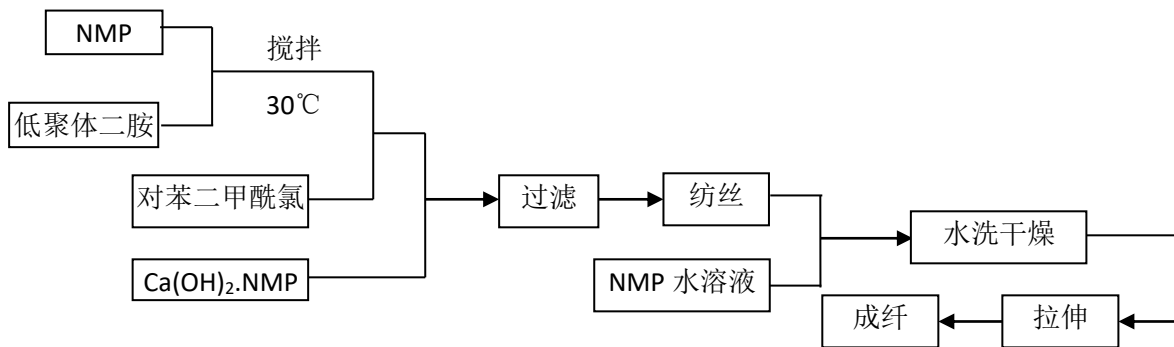 NMP
搅拌
30℃
低聚体二胺
对苯二甲酰氯
过滤
纺丝
水洗干燥
Ca(OH)₂.NMP
NMP 水溶液
成纤
拉伸